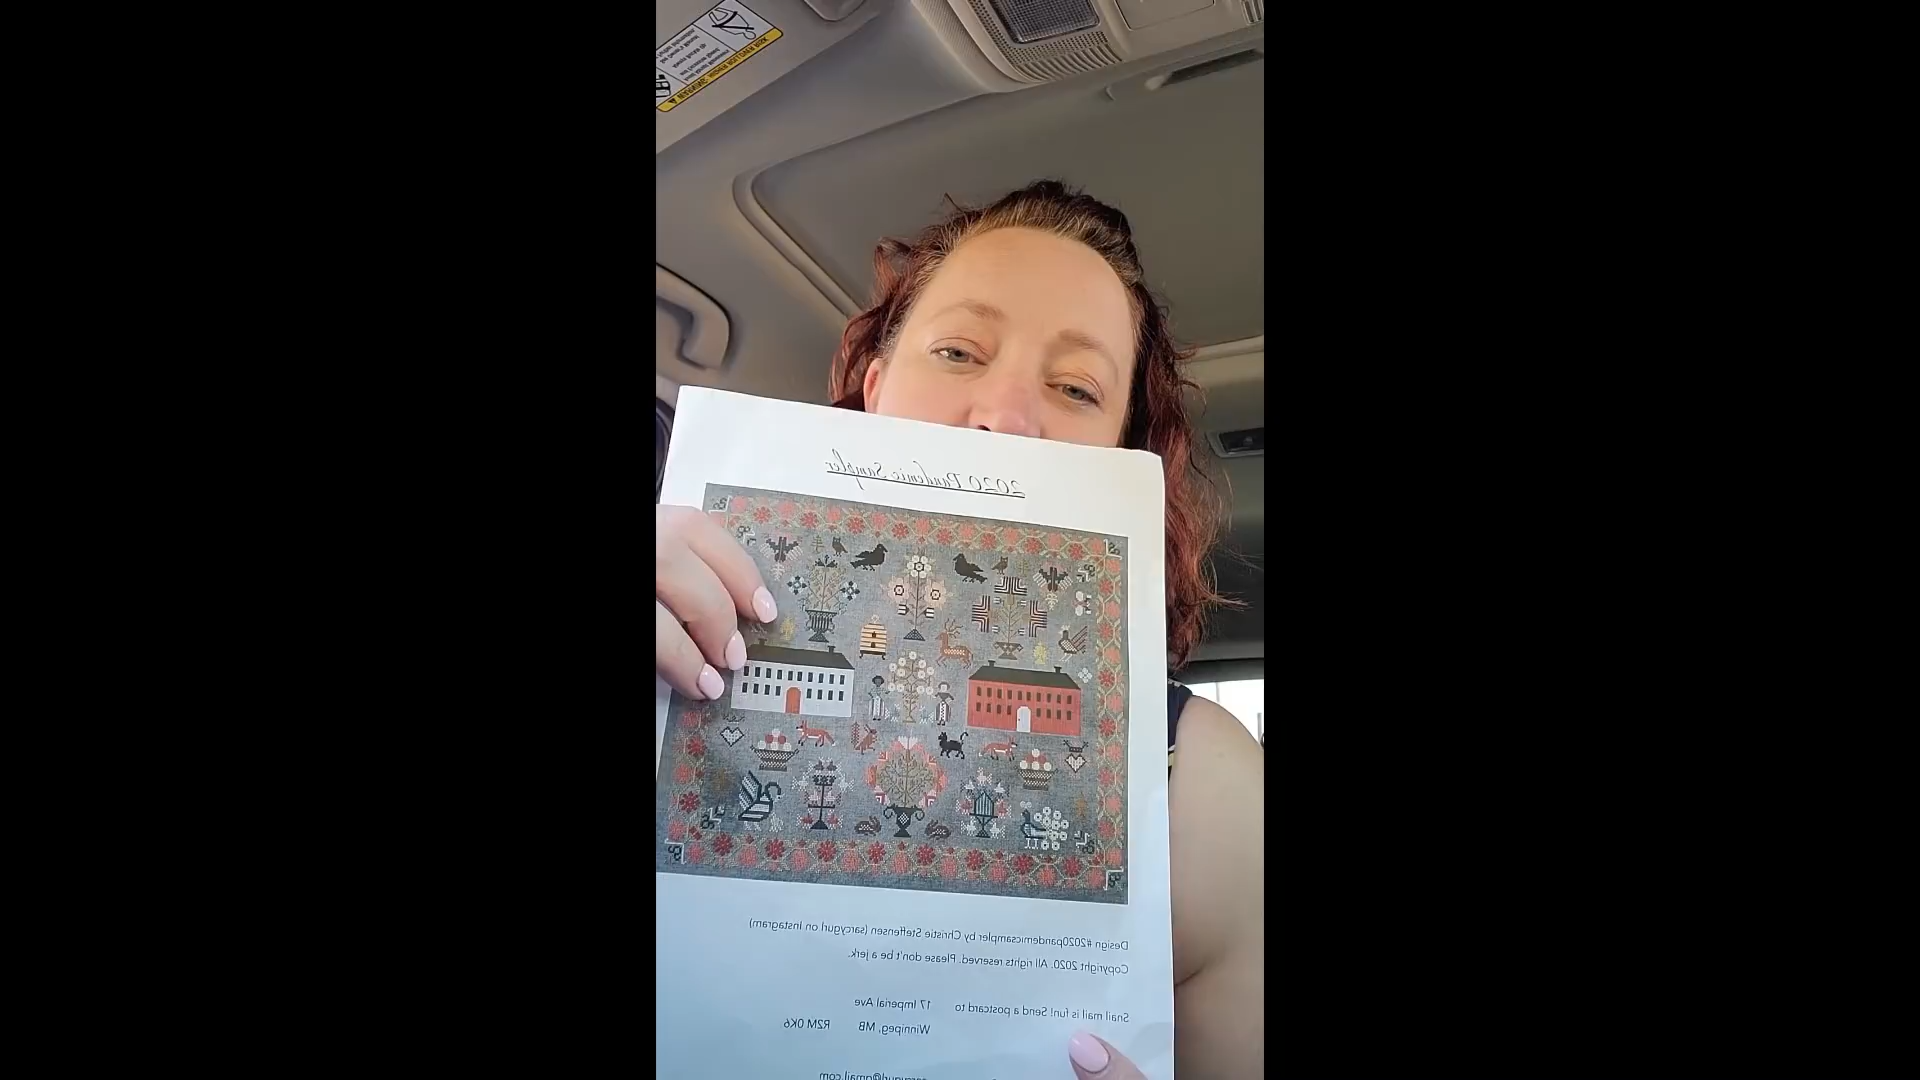 2020 Pandemic Sampler
Design #2020pandemicsampler by Christie Steffensen (sarcygurl on Instagram)
Copyright 2020. All rights reserved. Please don't be a jerk.
Snail mail is fun! Send a postcard to 17 Imperial Ave
Winnipeg, MB R2M 0K6